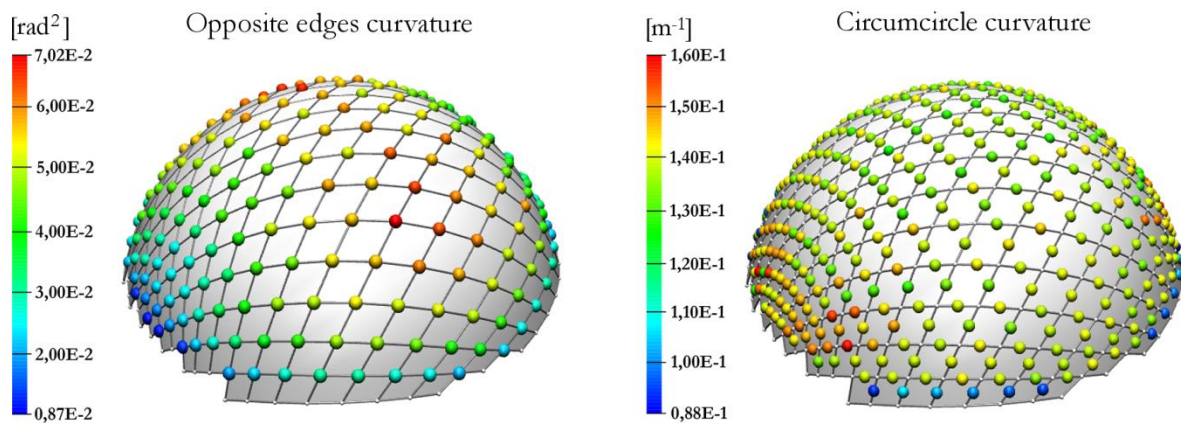 [rad²]
Opposite edges curvature
7,02E-2
6,00E-2
5,00E-2
4,00E-2
3,00E-2
2,00E-2
0,87E-2
[m⁻¹]
Circumcircle curvature
1,60E-1
1,50E-1
1,40E-1
1,30E-1
1,20E-1
1,10E-1
1,00E-1
0,88E-1